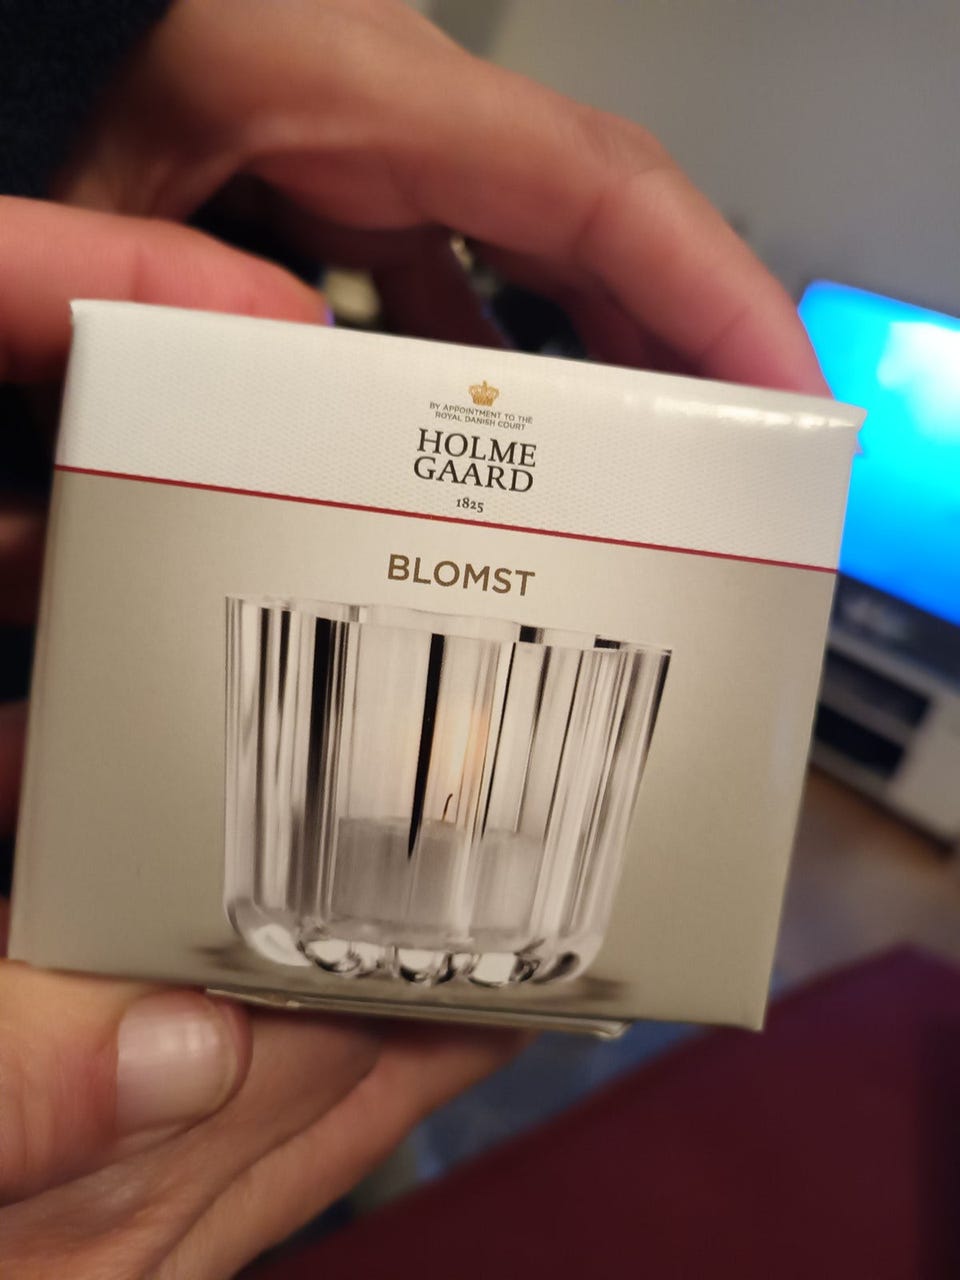 BY APPOINTMENT TO THE
ROYAL DANISH COURT
HOLME
GAARD
1825
BLOMST